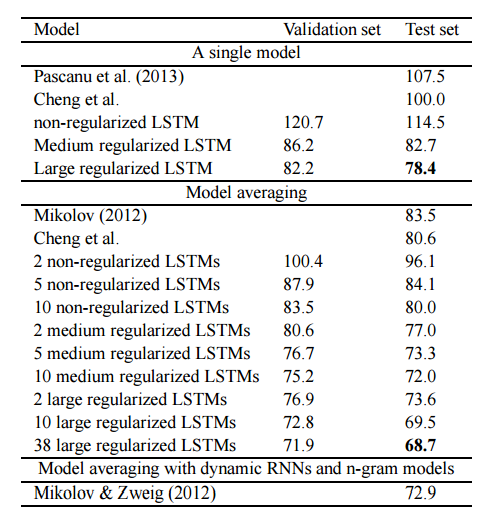 Model Validation set Test set
A single model
Pascanu et al. (2013) 107.5
Cheng et al. 100.0
non-regularized LSTM 120.7 114.5
Medium regularized LSTM 86.2 82.7
Large regularized LSTM 82.2 78.4
Model averaging
Mikolov (2012) 83.5
Cheng et al. 80.6
2 non-regularized LSTMs 100.4 96.1
5 non-regularized LSTMs 87.9 84.1
10 non-regularized LSTMs 83.5 80.0
2 medium regularized LSTMs 80.6 77.0
5 medium regularized LSTMs 76.7 73.3
10 medium regularized LSTMs 75.2 72.0
2 large regularized LSTMs 76.9 73.6
10 large regularized LSTMs 72.8 69.5
38 large regularized LSTMs 71.9 68.7
Model averaging with dynamic RNNs and n-gram models
Mikolov & Zweig (2012) 72.9